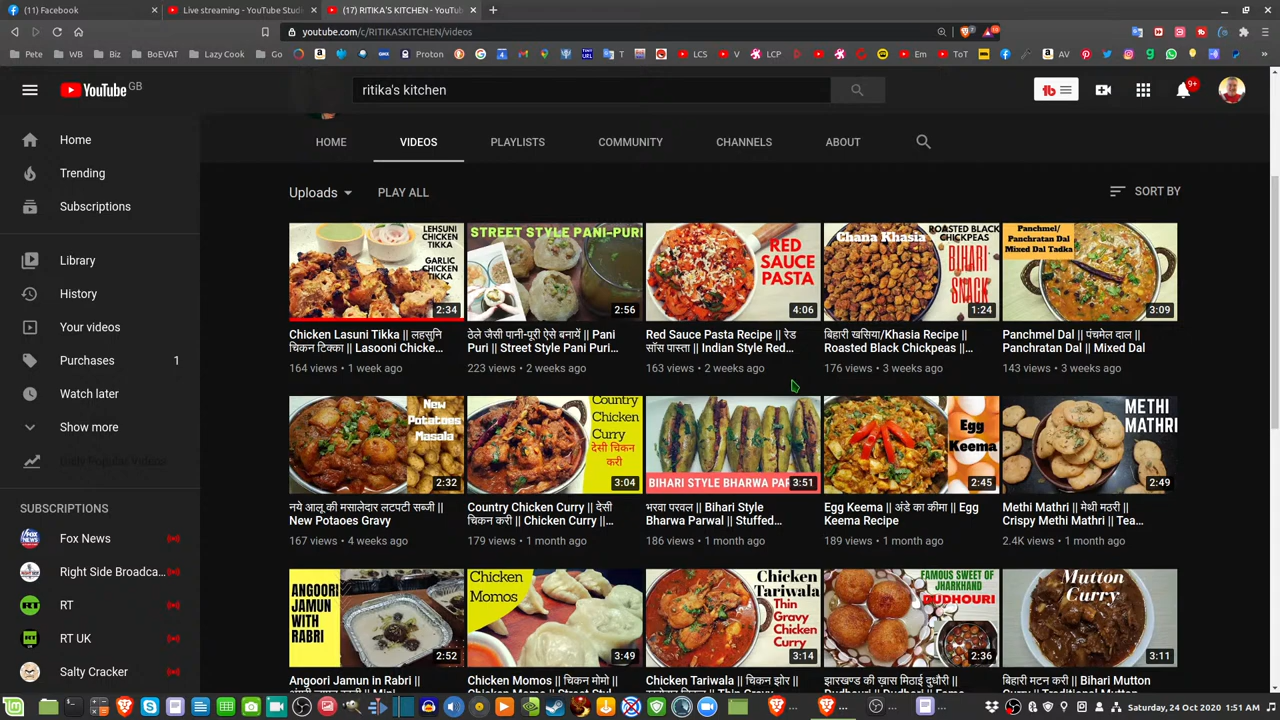 (11) Facebook
Live streaming - YouTube Studi
(17) RITIKA'S KITCHEN - YouTub
youtube.com/c/RITIKASKITCHEN/videos
Pete
WB
Biz
BoEVAT
Lazy Cook
Go
Proton
T
LCS
V
LCP
Em
ToT
AV
YouTube GB
ritika's kitchen
9+
HOME
VIDEOS
PLAYLISTS
COMMUNITY
CHANNELS
ABOUT
Home
Trending
Subscriptions
Library
History
Your videos
Purchases 1
Watch later
Show more
Daily Popular Videos
SUBSCRIPTIONS
Fox News
Right Side Broadca...
RT
RT UK
Salty Cracker
Uploads
PLAY ALL
SORT BY
LEHSUNI
CHICKEN
TIKKA
GARLIC
CHICKEN
TIKKA
2:34
Chicken Lasuni Tikka || लहसुनि
चिकन टिक्का || Lasooni Chicke...
164 views • 1 week ago
STREET STYLE PANI-PURI
2:56
ठेले जैसी पानी-पूरी ऐसे बनायें || Pani
Puri || Street Style Pani Puri...
223 views • 2 weeks ago
RED
SAUCE
PASTA
4:06
Red Sauce Pasta Recipe || रेड
सॉस पास्ता || Indian Style Red...
163 views • 2 weeks ago
Chana Khasia
ROASTED BLACK
CHICKPEAS
BIHARI
SNACK
1:24
बिहारी खसिया/Khasia Recipe ||
Roasted Black Chickpeas ||...
176 views • 3 weeks ago
Panchmel/
Panchratan Dal
Mixed Dal Tadka
3:09
Panchmel Dal || पंचमेल दाल ||
Panchratan Dal || Mixed Dal
143 views • 3 weeks ago
New
Potatoes
Masala
2:32
नये आलू की मसालेदार लटपटी सब्जी ||
New Potaoes Gravy
167 views • 4 weeks ago
Country
Chicken
Curry
देसी
चिकन
करी
3:04
Country Chicken Curry || देसी
चिकन करी || Chicken Curry ||...
179 views • 1 month ago
BIHARI STYLE BHARWA PAR
3:51
भरवा परवल || Bihari Style
Bharwa Parwal || Stuffed...
186 views • 1 month ago
Egg
Keema
2:45
Egg Keema || अंडे का कीमा || Egg
Keema Recipe
189 views • 1 month ago
METHI
MATHRI
2:49
Methi Mathri || मेथी मठरी ||
Crispy Methi Mathri || Tea...
2.4K views • 1 month ago
ANGOORI
JAMUN
WITH
RABRI
2:52
Angoori Jamun in Rabri ||
Chicken
Momos
3:49
Chicken Momos || चिकन मोमो ||
Chicken
Tariwala
Thin
Gravy
Chicken
Curry
3:14
Chicken Tariwala || चिकन झोर ||
FAMOUS SWEET OF
JHARKHAND
DUDHOURI
2:36
झारखण्ड की ख़ास मिठाई दुधौरी ||
Mutton
Curry
3:11
बिहारी मटन करी || Bihari Mutton
Saturday, 24 Oct 2020
1:51 AM